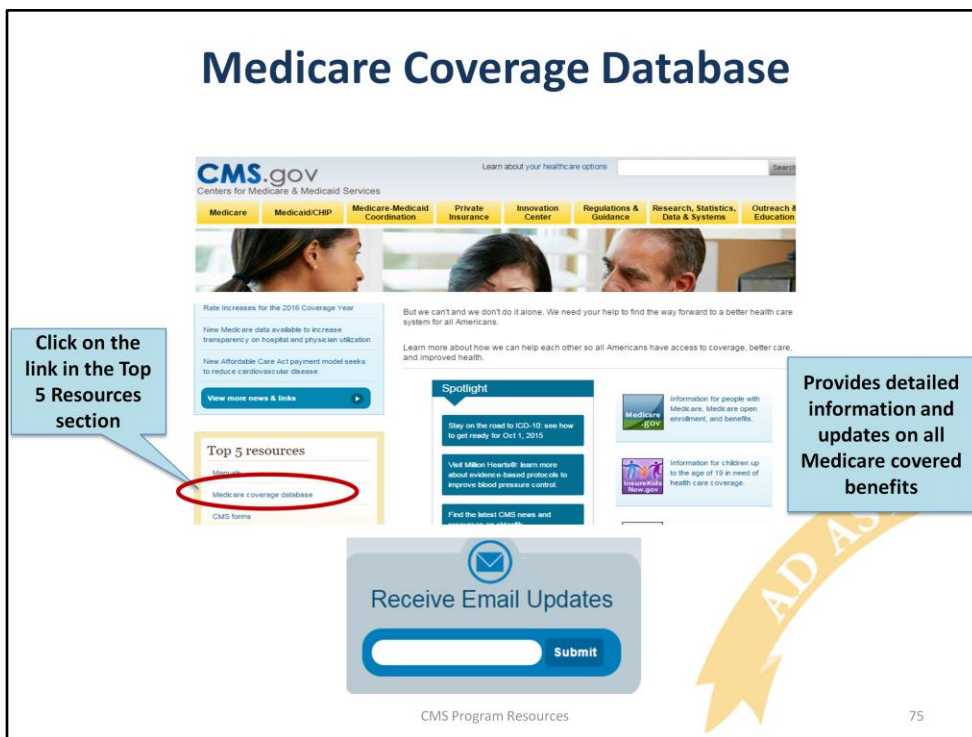 Medicare Coverage Database
CMS.gov
Centers for Medicare & Medicaid Services
Learn about your healthcare options
Search
Medicare
Medicaid/CHIP
Medicare-Medicaid
Coordination
Private
Insurance
Innovation
Center
Regulations &
Guidance
Research, Statistics,
Data & Systems
Outreach &
Education
Rate Increases for the 2016 Coverage Year
New Medicare data available to increase
transparency on hospital and physician utilization
New Affordable Care Act payment model seeks
to reduce cardiovascular disease
View more news & links
But we can't and we don't do it alone. We need your help to find the way forward to a better health care
system for all Americans.
Learn more about how we can help each other so all Americans have access to coverage, better care,
and improved health.
Click on the
link in the Top
5 Resources
section
Top 5 resources
Manuals
Medicare coverage database
CMS forms
Spotlight
Stay on the road to ICD-10: see how
to get ready for Oct 1, 2015
Visit Million Hearts®: learn more
about evidence-based protocols to
improve blood pressure control.
Find the latest CMS news and
Medicare
.gov
Information for people with
Medicare, Medicare open
enrollment, and benefits.
InsureKids
Now.gov
Information for children up
to the age of 19 in need of
health care coverage.
Provides detailed
information and
updates on all
Medicare covered
benefits
AD AS
Receive Email Updates
Submit
CMS Program Resources
75